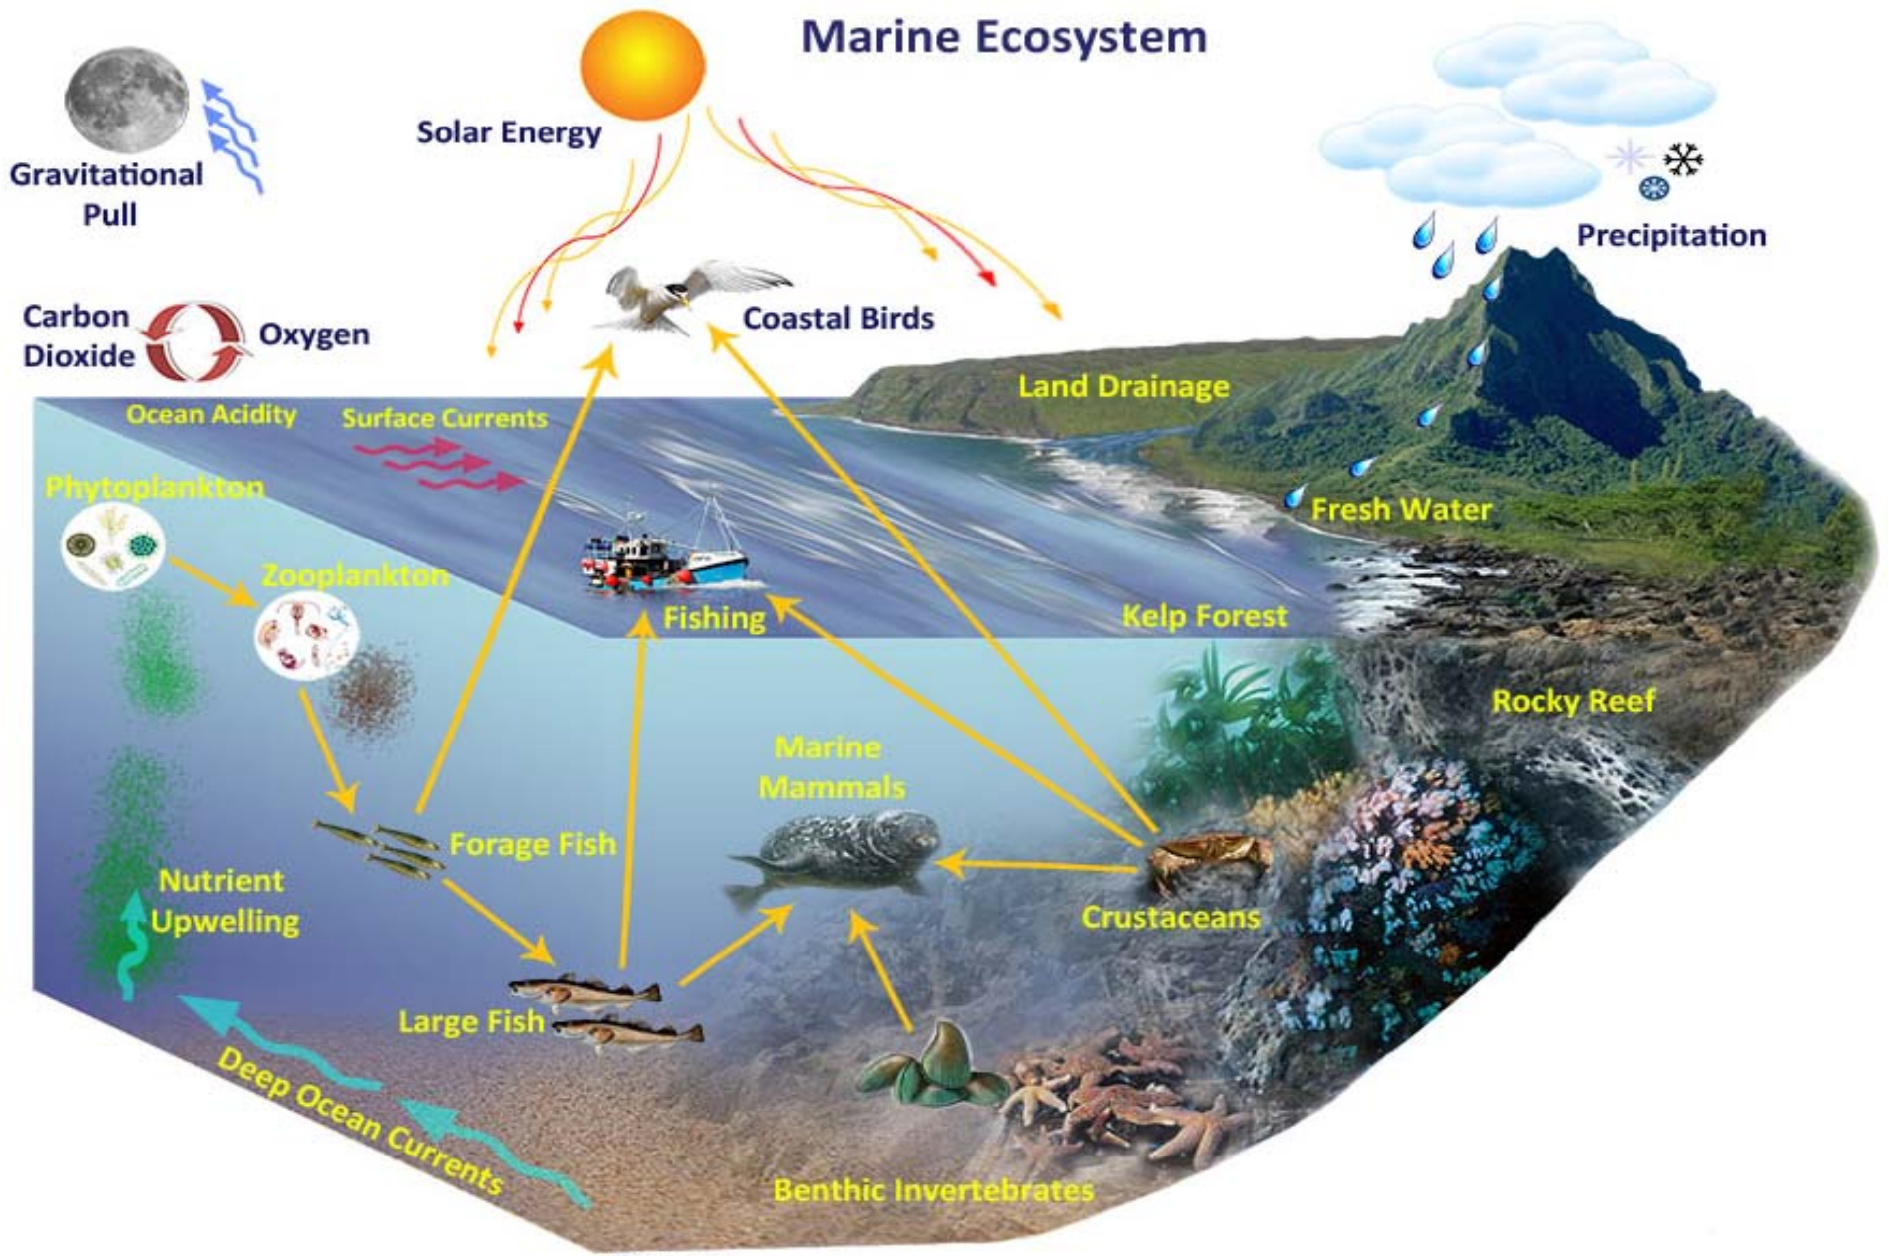 Marine Ecosystem
Solar Energy
Gravitational
Pull
Precipitation
Carbon
Dioxide
Oxygen
Coastal Birds
Land Drainage
Ocean Acidity
Surface Currents
Phytoplankton
Fresh Water
Zooplankton
Fishing
Kelp Forest
Rocky Reef
Marine
Mammals
Forage Fish
Nutrient
Upwelling
Crustaceans
Large Fish
Deep Ocean Currents
Benthic Invertebrates